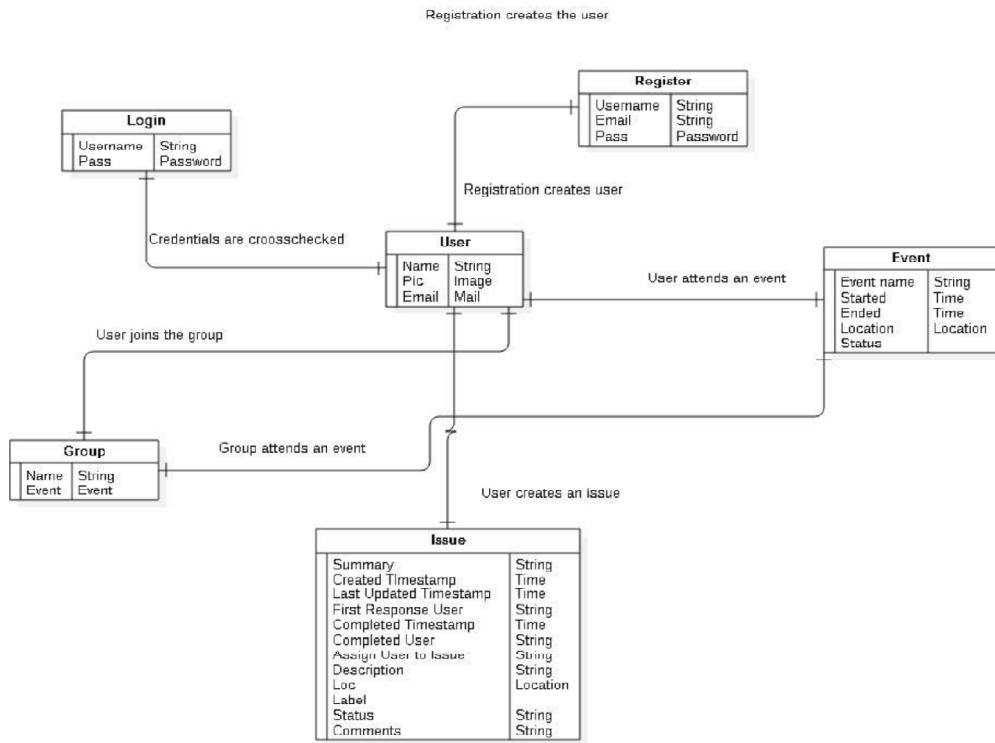 Registration creates the user
Register
Username String
Email String
Pass Password
Login
Username String
Pass Password
Registration creates user
Credentials are croosschecked
User
Name String
Pic Image
Email Mail
User attends an event
Event
Event name String
Started Time
Ended Time
Location Location
Status
User joins the group
Group attends an event
Group
Name String
Event Event
User creates an issue
Issue
Summary String
Created TImestamp Time
Last Updated Timestamp Time
First Response User String
Completed Timestamp Time
Completed User String
Assign User to Issue String
Description String
Loc Location
Label
Status String
Comments String